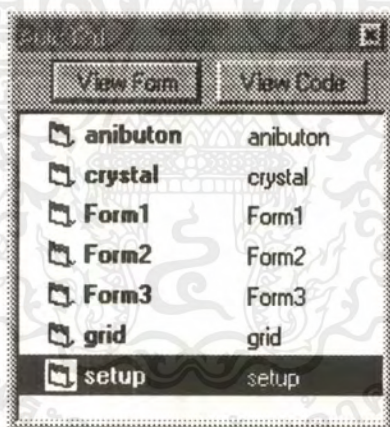 View Form View Code
anibuton anibuton
crystal crystal
Form1 Form1
Form2 Form2
Form3 Form3
grid grid
setup setup